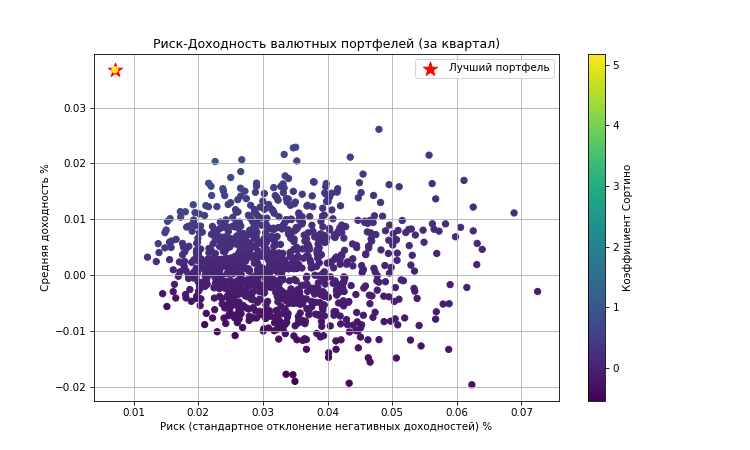 Риск-Доходность валютных портфелей (за квартал)
Лучший портфель
Средняя доходность %
0.03
0.02
0.01
0.00
−0.01
−0.02
0.01 0.02 0.03 0.04 0.05 0.06 0.07
Риск (стандартное отклонение негативных доходностей) %
5
4
3
2
1
0
Коэффициент Сортино